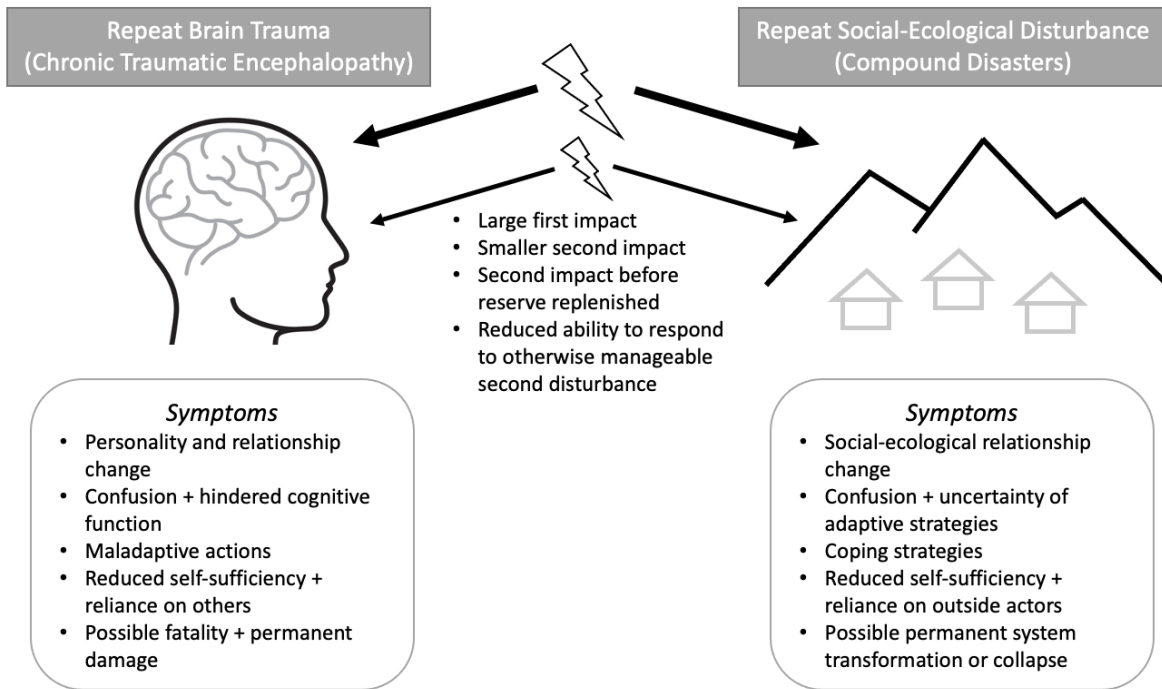 Repeat Brain Trauma
(Chronic Traumatic Encephalopathy)
Repeat Social-Ecological Disturbance
(Compound Disasters)
• Large first impact
• Smaller second impact
• Second impact before
reserve replenished
• Reduced ability to respond
to otherwise manageable
second disturbance
Symptoms
• Personality and relationship
change
• Confusion + hindered cognitive
function
• Maladaptive actions
• Reduced self-sufficiency +
reliance on others
• Possible fatality + permanent
damage
Symptoms
• Social-ecological relationship
change
• Confusion + uncertainty of
adaptive strategies
• Coping strategies
• Reduced self-sufficiency +
reliance on outside actors
• Possible permanent system
transformation or collapse